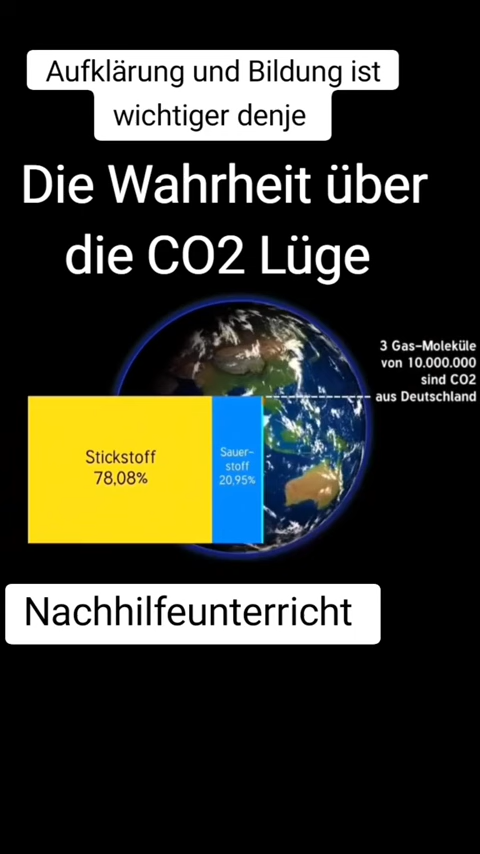 Aufklärung und Bildung ist
wichtiger denje
Die Wahrheit über
die CO2 Lüge
3 Gas-Moleküle
von 10.000.000
sind CO2
aus Deutschland
Stickstoff
78,08%
Sauer-
stoff
20,95%
Nachhilfeunterricht